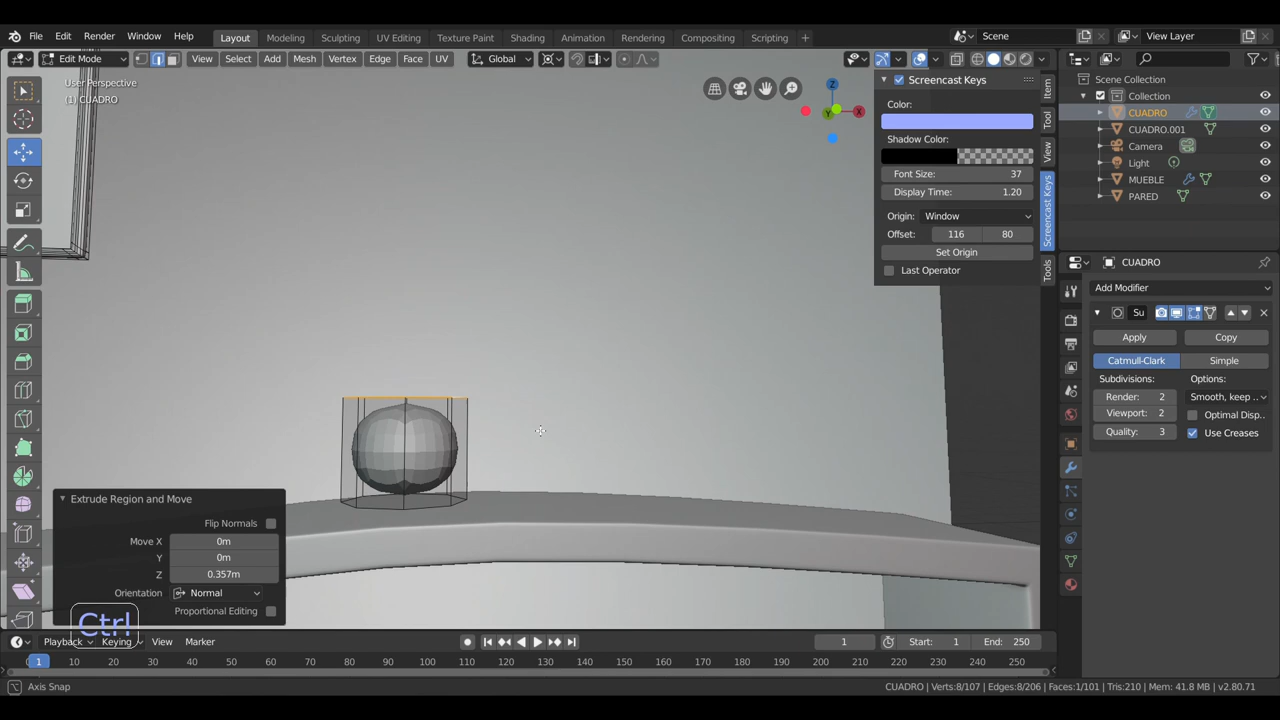 File Edit Render Window Help Layout Modeling Sculpting UV Editing Texture Paint Shading Animation Rendering Compositing Scripting + Scene View Layer
Edit Mode View Select Add Mesh Vertex Edge Face UV Global
User Perspective
(1) CUADRO
Screencast Keys
Color:
Shadow Color:
Font Size: 37
Display Time: 1.20
Origin: Window
Offset: 116 80
Set Origin
Last Operator
Item
Tool
View
Screencast Keys
Tools
Z
X
Y
Scene Collection
Collection
CUADRO
CUADRO.001
Camera
Light
MUEBLE
PARED
CUADRO
Add Modifier
Su
Apply Copy
Catmull-Clark Simple
Subdivisions: Options:
Render: 2 Smooth, keep ..
Viewport: 2 Optimal Disp..
Quality: 3 Use Creases
Extrude Region and Move
Flip Normals
Move X 0m
Y 0m
Z 0.357m
Orientation Normal
Proportional Editing
Ctrl
Playback Keying View Marker 1 Start: 1 End: 250
1 10 20 30 40 50 60 70 80 90 100 110 120 130 140 150 160 170 180 190 200 210 220 230 240 250
Axis Snap CUADRO | Verts:8/107 | Edges:8/206 | Faces:1/101 | Tris:210 | Mem: 41.8 MB | v2.80.71